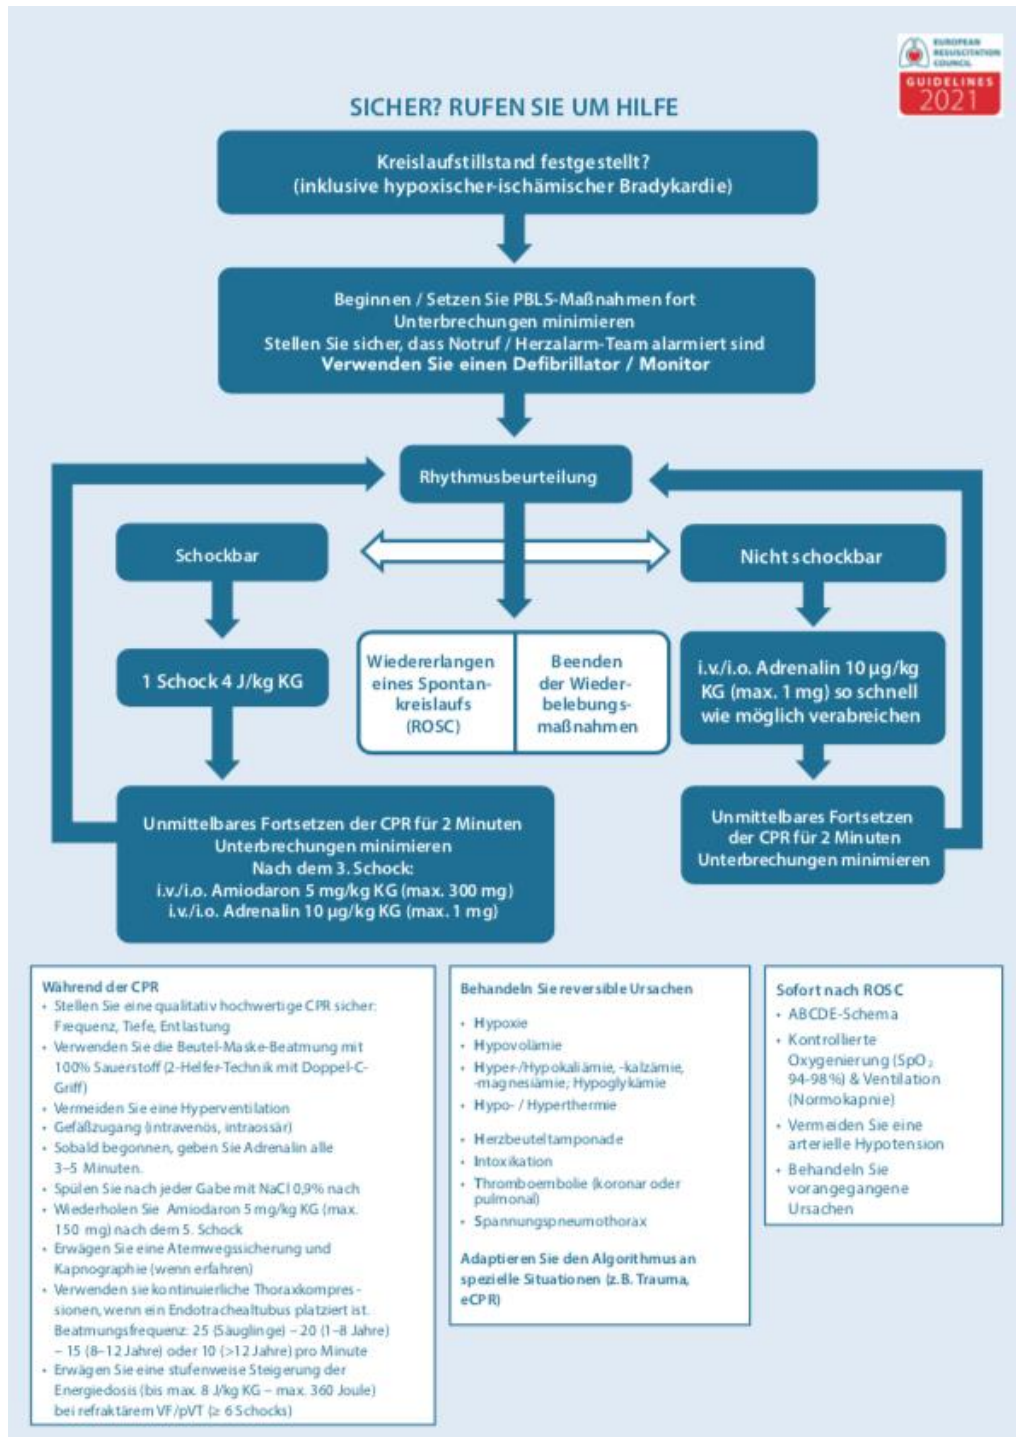 EUROPEAN
RESUSCITATION
COUNCIL
GUIDELINES
2021
SICHER? RUFEN SIE UM HILFE
Kreislaufstillstand festgestellt?
(inklusive hypoxischer-ischämischer Bradykardie)
Beginnen / Setzen Sie PBLS-Maßnahmen fort
Unterbrechungen minimieren
Stellen Sie sicher, dass Notruf / Herzalarm-Team alarmiert sind
Verwenden Sie einen Defibrillator / Monitor
Rhythmusbeurteilung
Schockbar
Nicht schockbar
1 Schock 4 J/kg KG
Wiedererlangen
eines Spontan-
kreislaufs
(ROSC)
Beenden
der Wieder-
belebungs-
maßnahmen
i.v./i.o. Adrenalin 10 µg/kg
KG (max. 1 mg) so schnell
wie möglich verabreichen
Unmittelbares Fortsetzen der CPR für 2 Minuten
Unterbrechungen minimieren
Nach dem 3. Schock:
i.v./i.o. Amiodaron 5 mg/kg KG (max. 300 mg)
i.v./i.o. Adrenalin 10 µg/kg KG (max. 1 mg)
Unmittelbares Fortsetzen
der CPR für 2 Minuten
Unterbrechungen minimieren
Während der CPR
• Stellen Sie eine qualitativ hochwertige CPR sicher:
Frequenz, Tiefe, Entlastung
• Verwenden Sie die Beutel-Maske-Beatmung mit
100% Sauerstoff (2-Helfer-Technik mit Doppel-C-
Griff)
• Vermeiden Sie eine Hyperventilation
• Gefäßzugang (intravenös, intraossär)
• Sobald begonnen, geben Sie Adrenalin alle
3–5 Minuten.
• Spülen Sie nach jeder Gabe mit NaCl 0,9% nach
• Wiederholen Sie Amiodaron 5 mg/kg KG (max.
150 mg) nach dem 5. Schock
• Erwägen Sie eine Atemwegssicherung und
Kapnographie (wenn erfahren)
• Verwenden sie kontinuierliche Thoraxkompres-
sionen, wenn ein Endotrachealtubus platziert ist.
Beatmungsfrequenz: 25 (Säuglinge) – 20 (1–8 Jahre)
– 15 (8–12 Jahre) oder 10 (>12 Jahre) pro Minute
• Erwägen Sie eine stufenweise Steigerung der
Energiedosis (bis max. 8 J/kg KG – max. 360 Joule)
bei refraktärem VF/pVT (≥ 6 Schocks)
Behandeln Sie reversible Ursachen
• Hypoxie
• Hypovolämie
• Hyper-/Hypokaliämie, -kalzämie,
-magnesiämie; Hypoglykämie
• Hypo- / Hyperthermie
• Herzbeuteltamponade
• Intoxikation
• Thromboembolie (koronar oder
pulmonal)
• Spannungspneumothorax
Adaptieren Sie den Algorithmus an
spezielle Situationen (z.B. Trauma,
eCPR)
Sofort nach ROSC
• ABCDE-Schema
• Kontrollierte
Oxygenierung (SpO₂
94-98%) & Ventilation
(Normokapnie)
• Vermeiden Sie eine
arterielle Hypotension
• Behandeln Sie
vorangegangene
Ursachen